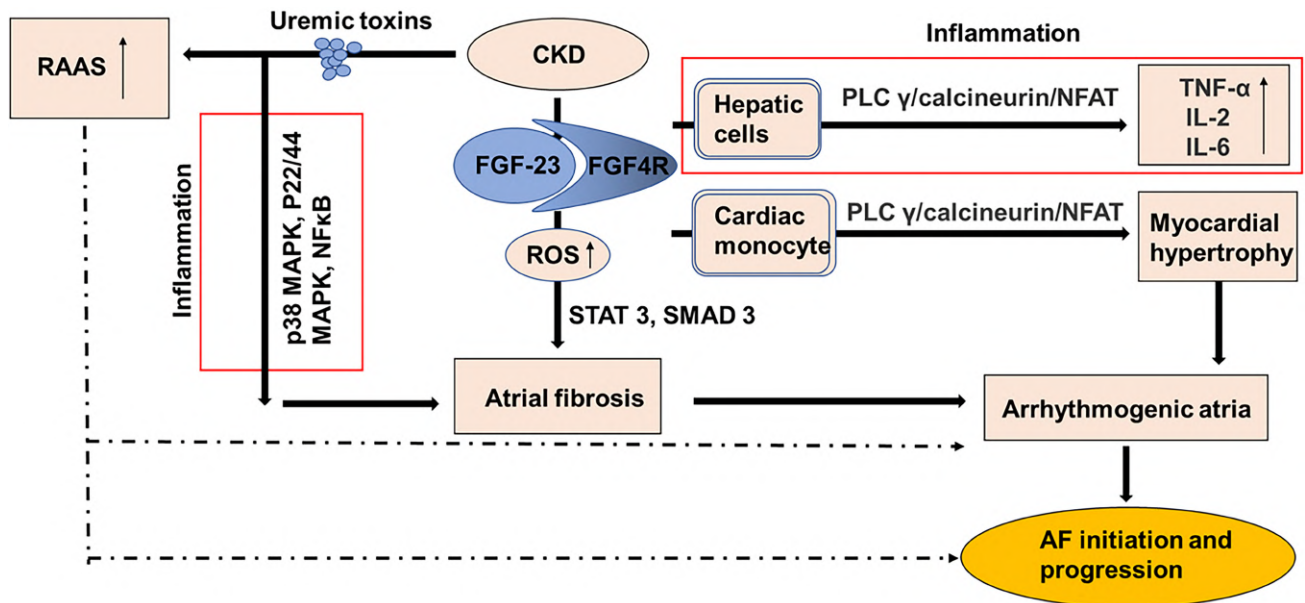 Uremic toxins
RAAS
CKD
Inflammation
Hepatic
cells
PLC γ/calcineurin/NFAT
TNF-α
IL-2
IL-6
FGF-23
FGF4R
Inflammation
p38 MAPK, P22/44
MAPK, NFκB
Cardiac
monocyte
PLC γ/calcineurin/NFAT
Myocardial
hypertrophy
ROS
STAT 3, SMAD 3
Atrial fibrosis
Arrhythmogenic atria
AF initiation and
progression